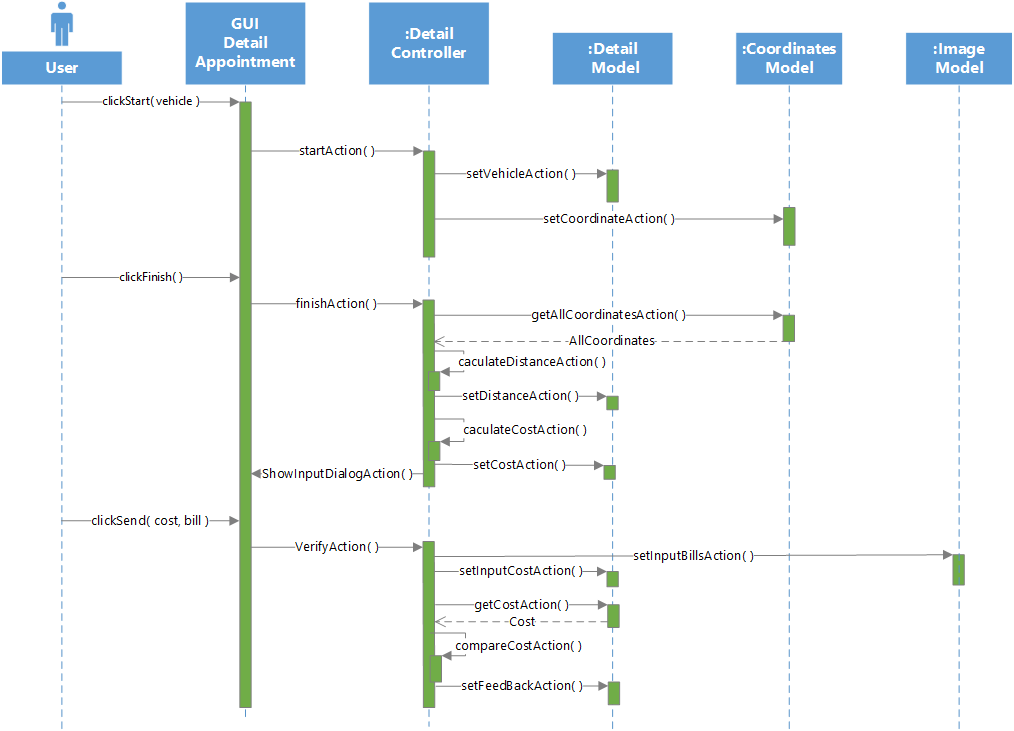 User
GUI
Detail
Appointment
:Detail
Controller
:Detail
Model
:Coordinates
Model
:Image
Model
clickStart( vehicle )
startAction( )
setVehicleAction( )
setCoordinateAction( )
clickFinish( )
finishAction( )
getAllCoordinatesAction( )
AllCoordinates
caculateDistanceAction( )
setDistanceAction( )
caculateCostAction( )
setCostAction( )
ShowInputDialogAction( )
clickSend( cost, bill )
VerifyAction( )
setInputBillsAction( )
setInputCostAction( )
getCostAction( )
Cost
compareCostAction( )
setFeedBackAction( )